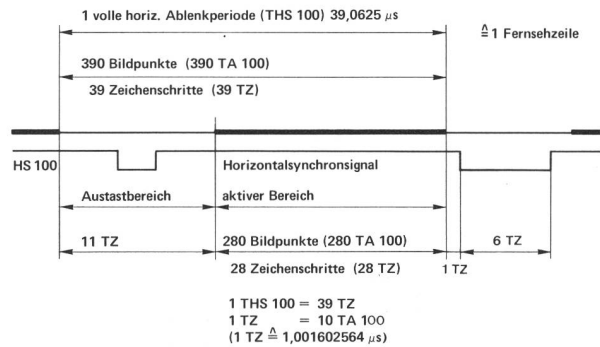 1 volle horiz. Ablenkperiode (THS 100) 39,0625 µs
≙ 1 Fernsehzeile
390 Bildpunkte (390 TA 100)
39 Zeichenschritte (39 TZ)
HS 100
Horizontalsynchronsignal
Austastbereich
aktiver Bereich
11 TZ
280 Bildpunkte (280 TA 100)
6 TZ
28 Zeichenschritte (28 TZ)
1 TZ
1 THS 100 = 39 TZ
1 TZ = 10 TA 100
(1 TZ ≙ 1,001602564 µs)